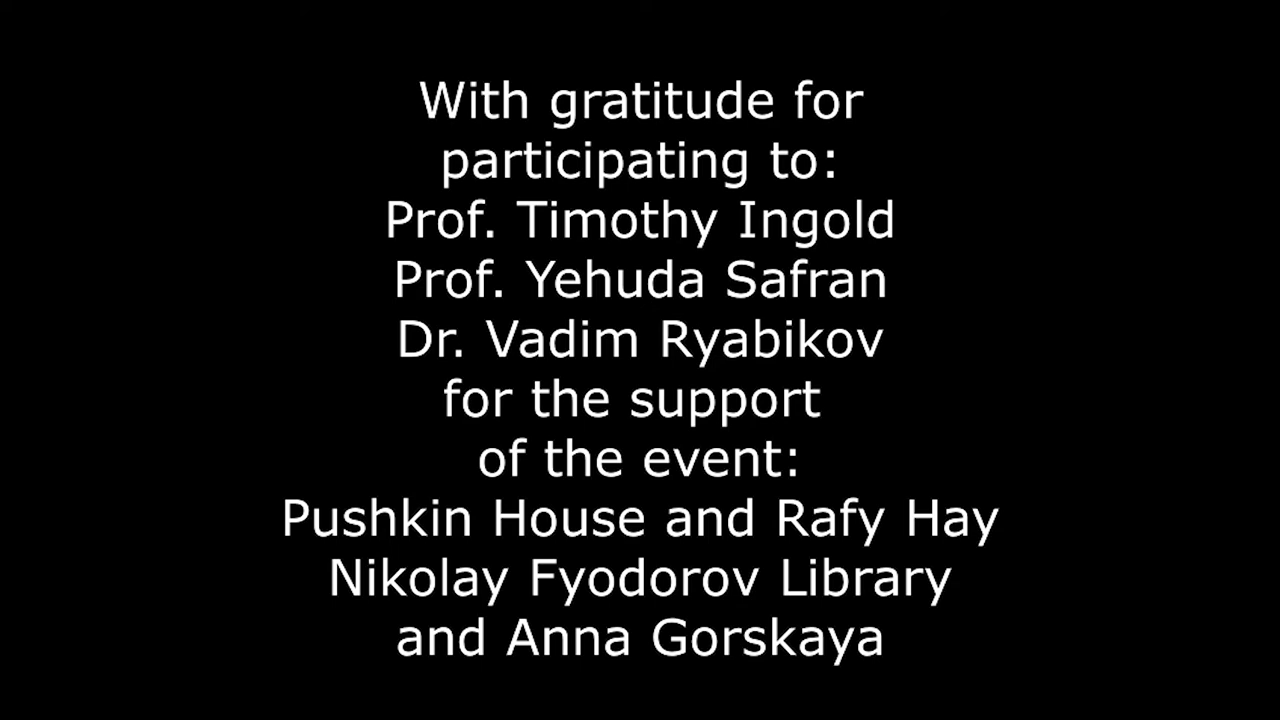 With gratitude for
participating to:
Prof. Timothy Ingold
Prof. Yehuda Safran
Dr. Vadim Ryabikov
for the support
of the event:
Pushkin House and Rafy Hay
Nikolay Fyodorov Library
and Anna Gorskaya